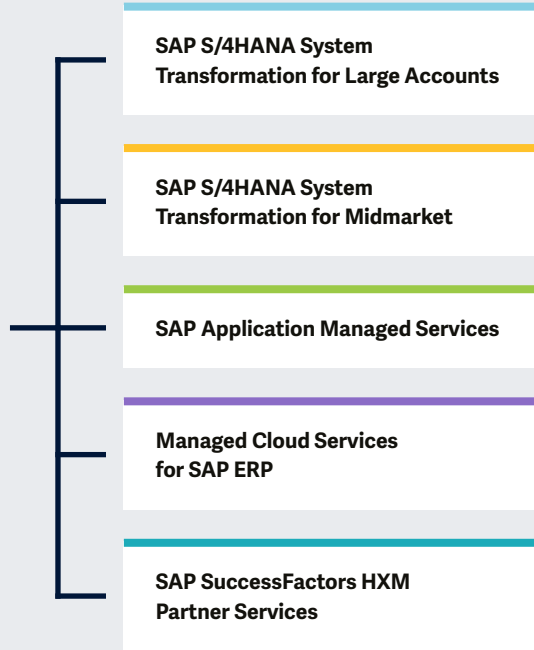 SAP S/4HANA System
Transformation for Large Accounts
SAP S/4HANA System
Transformation for Midmarket
SAP Application Managed Services
Managed Cloud Services
for SAP ERP
SAP SuccessFactors HXM
Partner Services